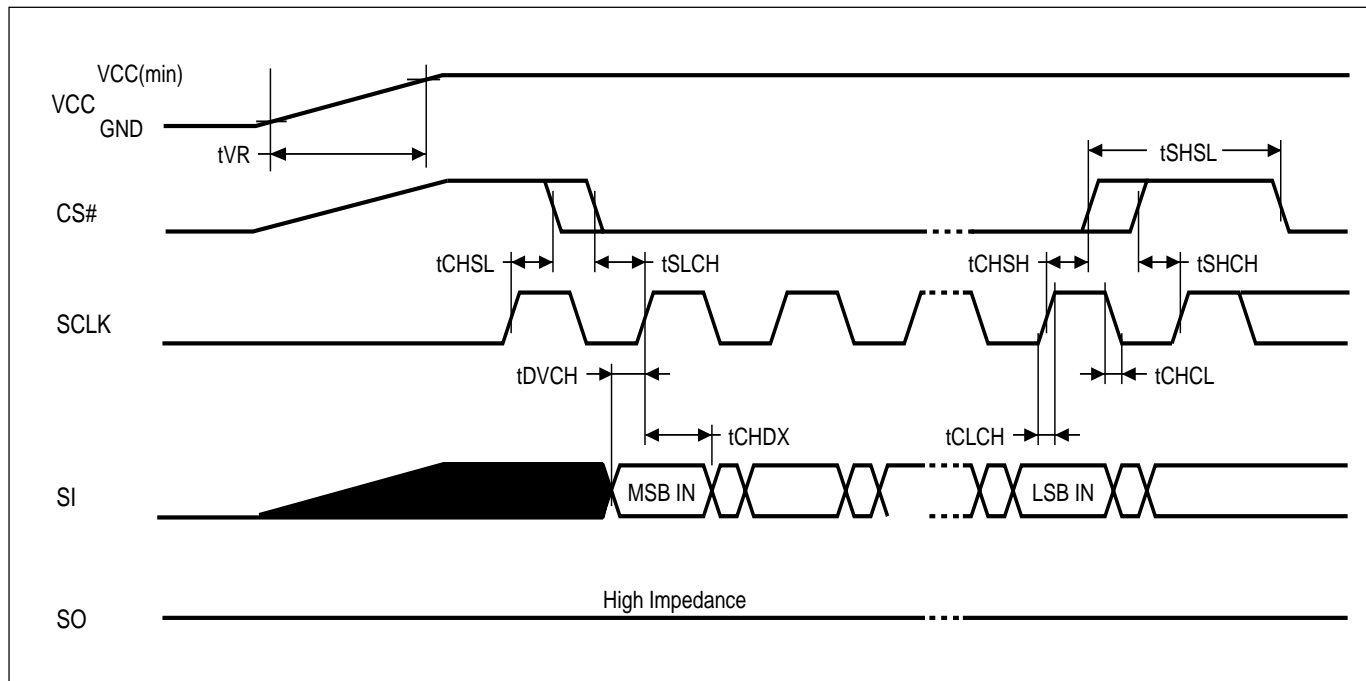 VCC(min)
VCC
GND
tVR
tSHSL
CS#
tCHSL
tSLCH
tCHSH
tSHCH
SCLK
tDVCH
tCHCL
tCHDX
tCLCH
SI
MSB IN
LSB IN
High Impedance
SO